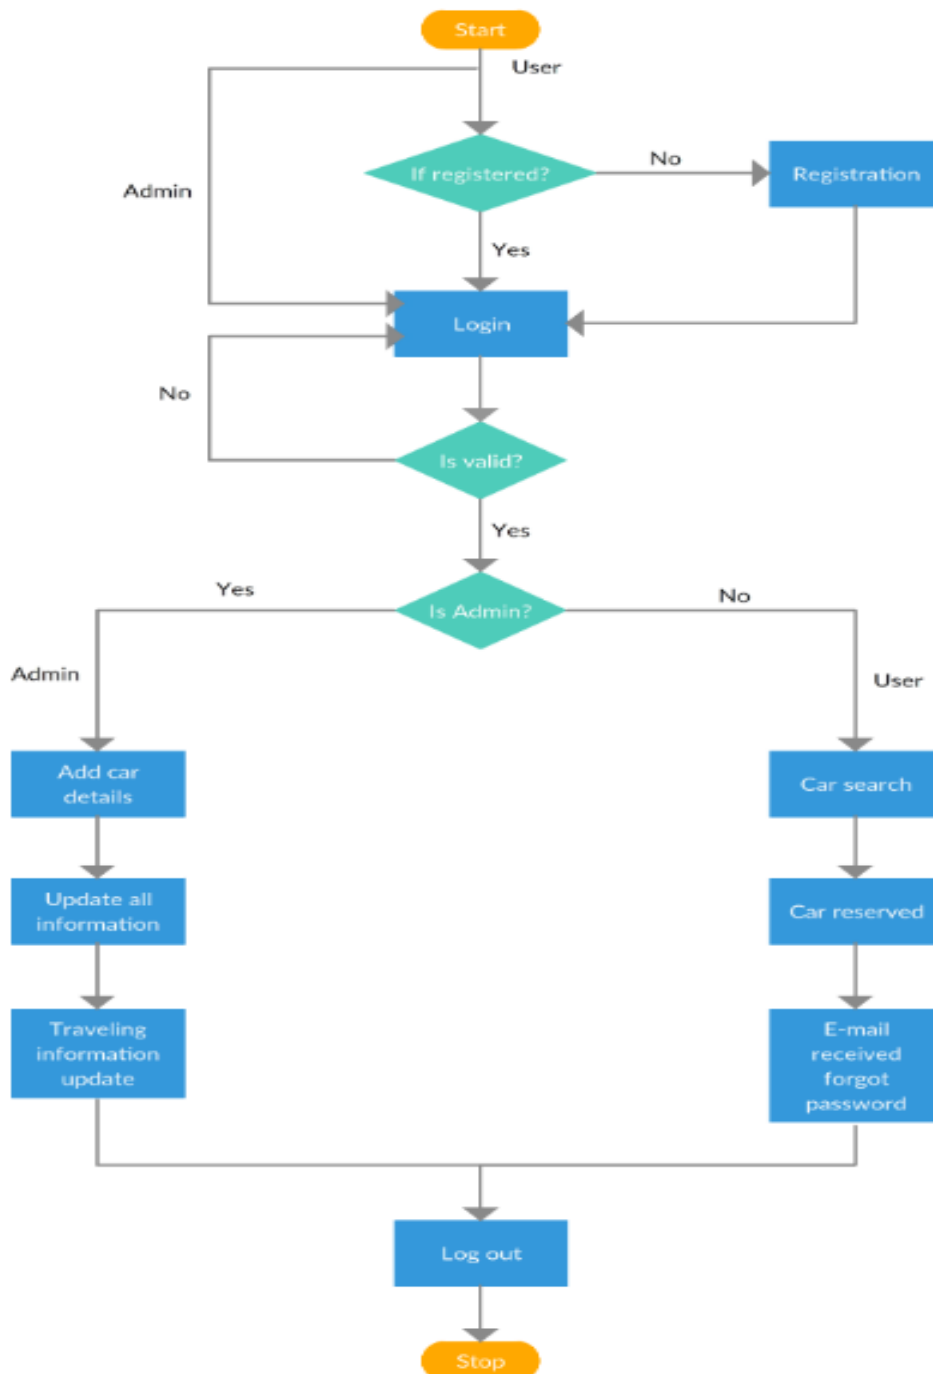 Start
User
If registered?
No
Registration
Admin
Yes
Login
No
Is valid?
Yes
Yes
Is Admin?
No
Admin
User
Add car
details
Car search
Update all
information
Car reserved
Traveling
information
update
E-mail
received
forgot
password
Log out
Stop